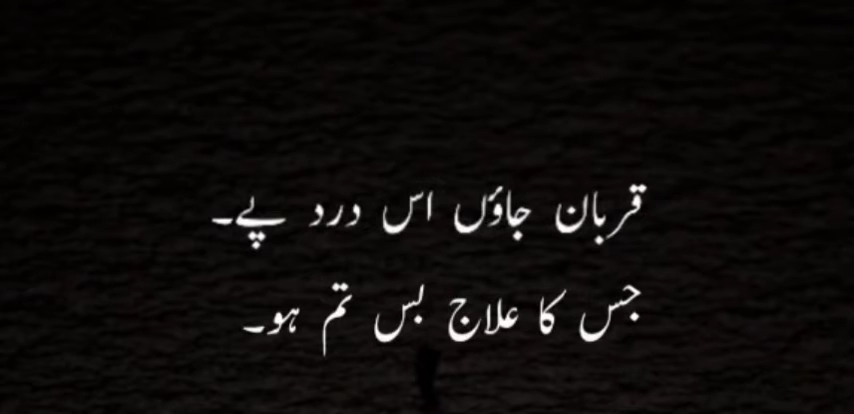 قربان جاؤں اس درد پے۔
جس کا علاج بس تم ہو۔